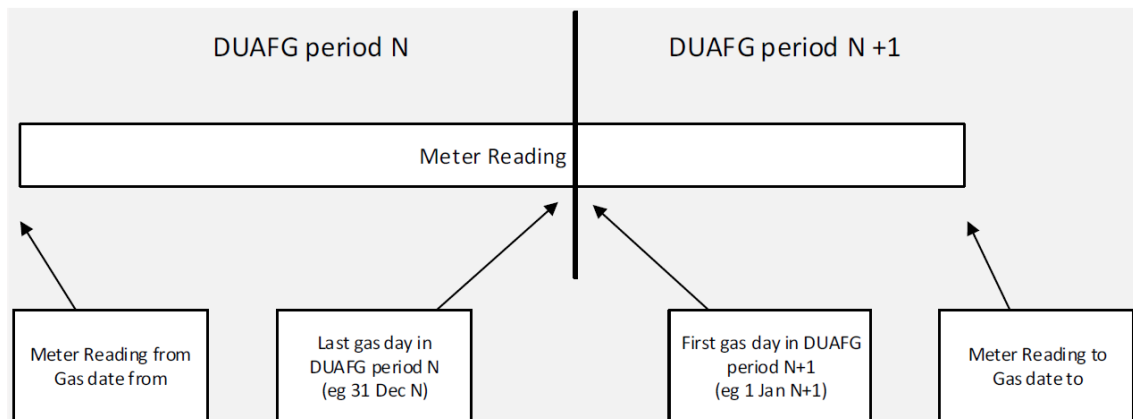 DUAFG period N
DUAFG period N +1
Meter Reading
Meter Reading from
Gas date from
Last gas day in
DUAFG period N
(eg 31 Dec N)
First gas day in DUAFG
period N+1
(eg 1 Jan N+1)
Meter Reading to
Gas date to